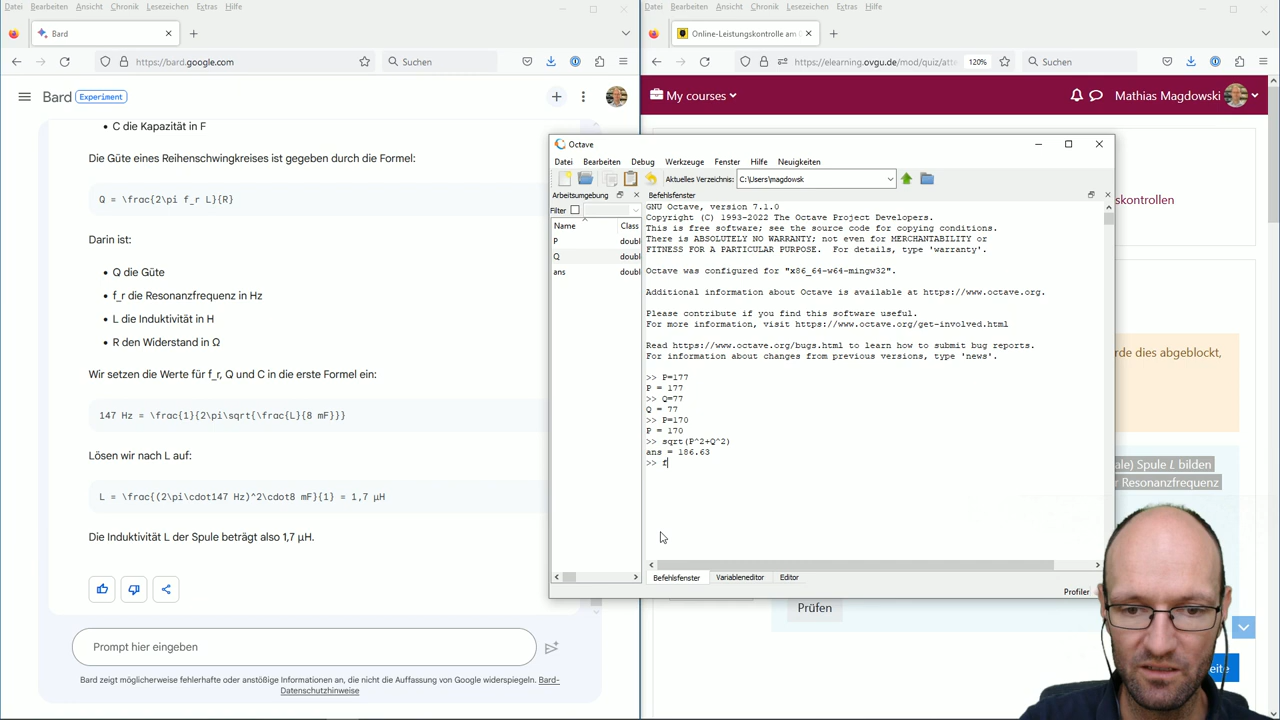 Datei Bearbeiten Ansicht Chronik Lesezeichen Extras Hilfe
Bard
https://bard.google.com
Suchen
Bard Experiment
• C die Kapazität in F
Die Güte eines Reihenschwingkreises ist gegeben durch die Formel:
Q = \frac{2\pi f_r L}{R}
Darin ist:
• Q die Güte
• f_r die Resonanzfrequenz in Hz
• L die Induktivität in H
• R den Widerstand in Ω
Wir setzen die Werte für f_r, Q und C in die erste Formel ein:
147 Hz = \frac{1}{2\pi\sqrt{\frac{L}{8 mF}}}
Lösen wir nach L auf:
L = \frac{(2\pi\cdot147 Hz)^2\cdot8 mF}{1} = 1,7 µH
Die Induktivität L der Spule beträgt also 1,7 µH.
Prompt hier eingeben
Bard zeigt möglicherweise fehlerhafte oder anstößige Informationen an, die nicht die Auffassung von Google widerspiegeln. Bard-
Datenschutzhinweise
Datei Bearbeiten Ansicht Chronik Lesezeichen Extras Hilfe
Online-Leistungskontrolle am L
https://elearning.ovgu.de/mod/quiz/atte
120%
Suchen
My courses
Mathias Magdowski
skontrollen
rde dies abgeblockt,
ale) Spule L bilden
r Resonanzfrequenz
Prüfen
eite
Octave
Datei Bearbeiten Debug Werkzeuge Fenster Hilfe Neuigkeiten
Aktuelles Verzeichnis: C:\Users\magdowsk
Arbeitsumgebung
Filter
Name Class
P doubl
Q doubl
ans doubl
Befehlsfenster
GNU Octave, version 7.1.0
Copyright (C) 1993-2022 The Octave Project Developers.
This is free software; see the source code for copying conditions.
There is ABSOLUTELY NO WARRANTY; not even for MERCHANTABILITY or
FITNESS FOR A PARTICULAR PURPOSE. For details, type 'warranty'.
Octave was configured for "x86_64-w64-mingw32".
Additional information about Octave is available at https://www.octave.org.
Please contribute if you find this software useful.
For more information, visit https://www.octave.org/get-involved.html
Read https://www.octave.org/bugs.html to learn how to submit bug reports.
For information about changes from previous versions, type 'news'.
>> P=177
P = 177
>> Q=77
Q = 77
>> P=170
P = 170
>> sqrt(P^2+Q^2)
ans = 186.63
>> f
Befehlsfenster Variableneditor Editor
Profiler